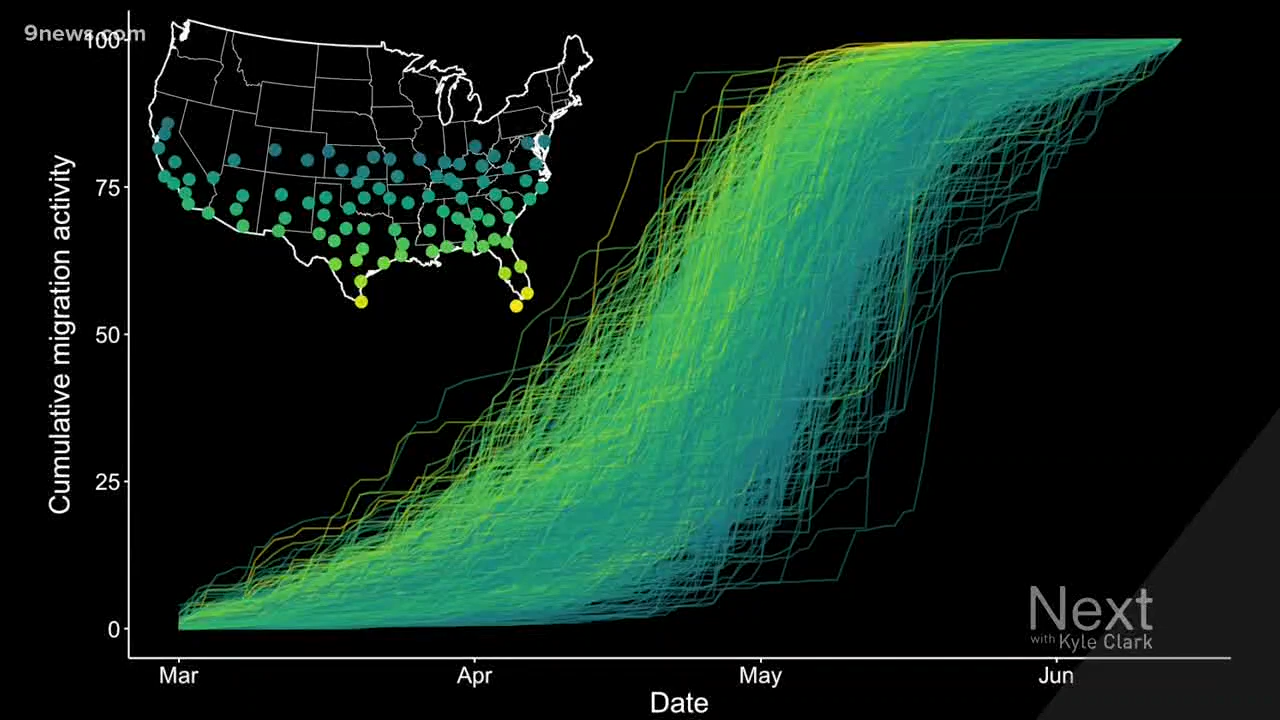 9news.com
100
75
50
25
0
Cumulative migration activity
Mar Apr May Jun
Date
Next
with Kyle Clark